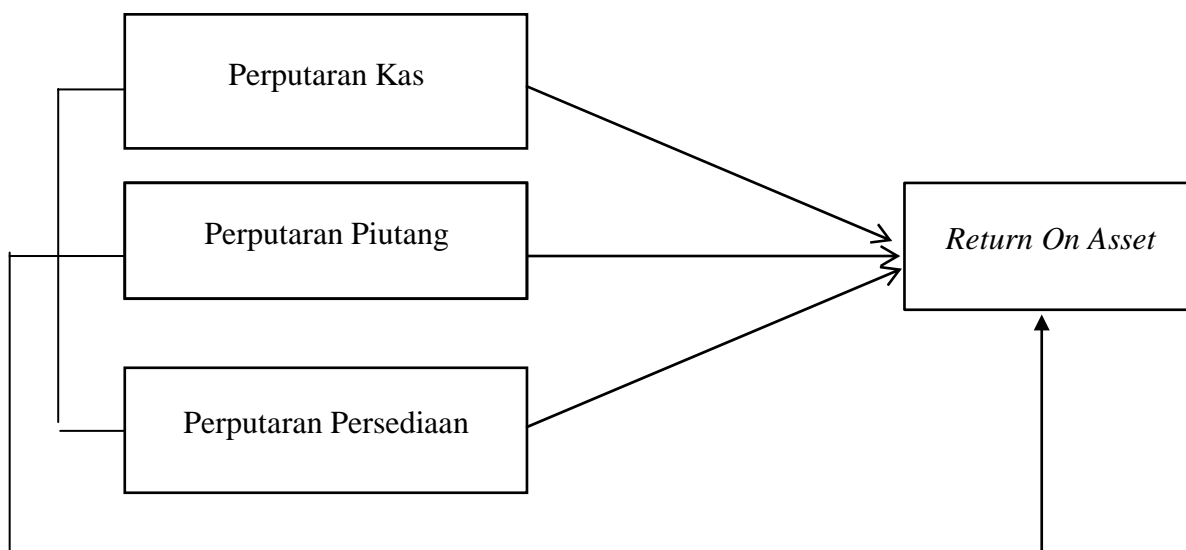 Perputaran Kas
Perputaran Piutang
Return On Asset
Perputaran Persediaan